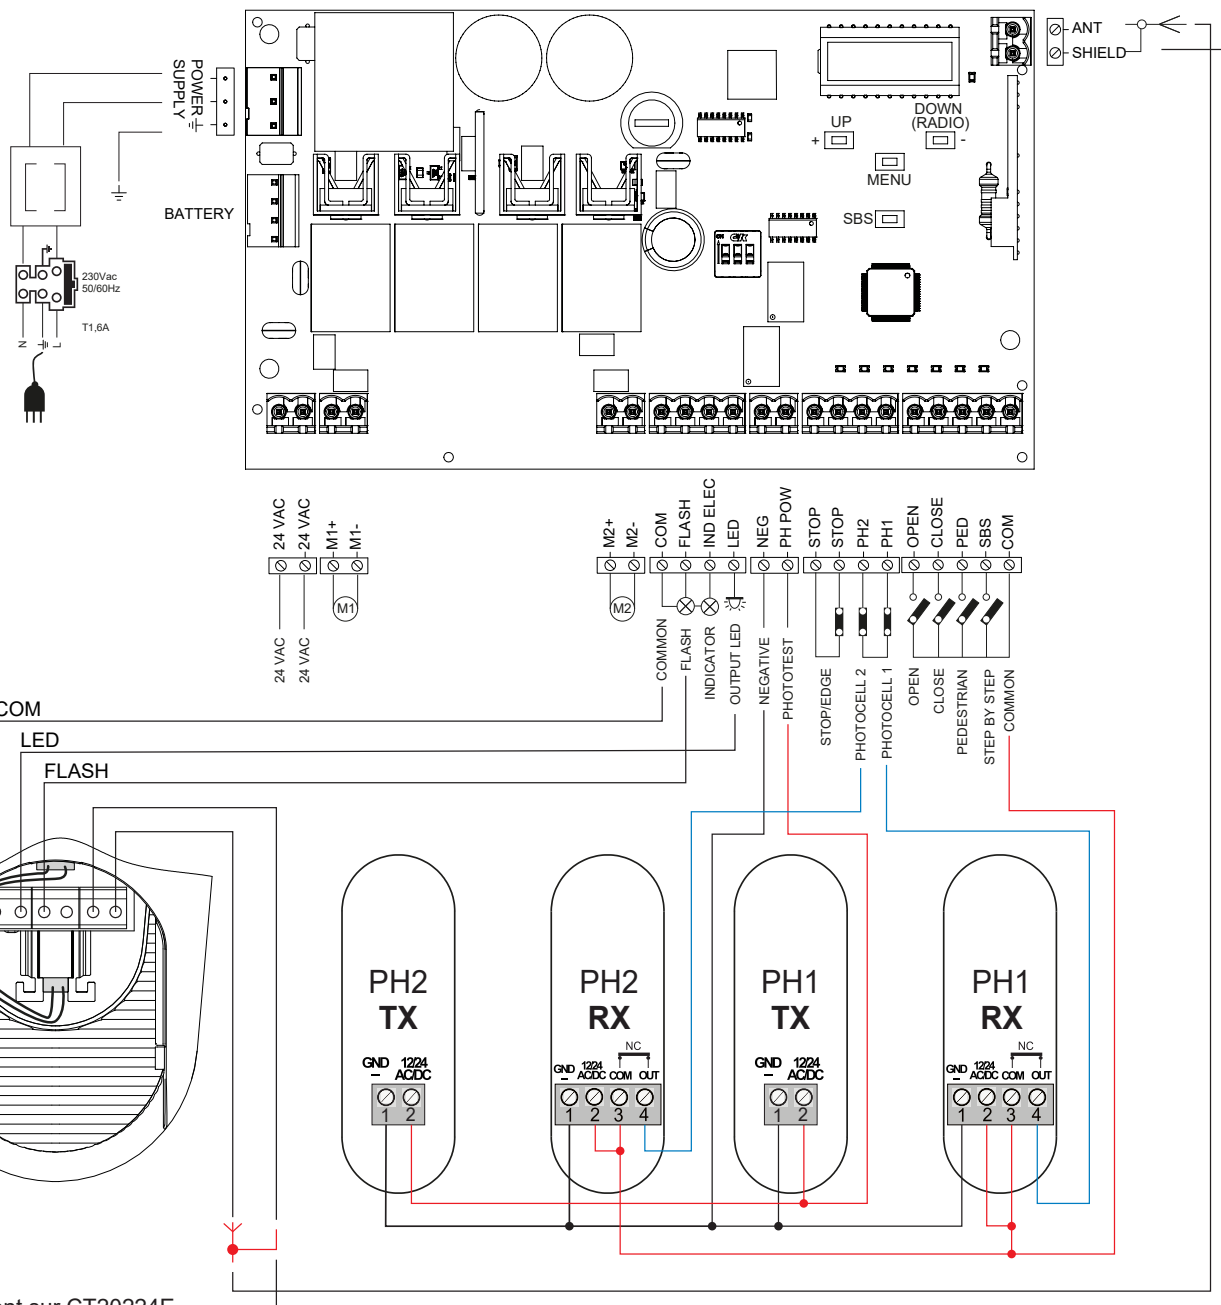 ANT
SHIELD
POWER
SUPPLY
UP
+
DOWN
(RADIO)
-
MENU
SBS
BATTERY
230Vac
50/60Hz
T1,6A
N
L
24 VAC
24 VAC
M1+
M1-
M2+
M2-
COM
FLASH
IND ELEC
LED
NEG
PH POW
STOP
STOP
PH2
PH1
OPEN
CLOSE
PED
SBS
COM
M1
M2
24 VAC
24 VAC
COMMON
FLASH
INDICATOR
OUTPUT LED
NEGATIVE
PHOTOTEST
STOP/EDGE
PHOTOCELL 2
PHOTOCELL 1
OPEN
CLOSE
PEDESTRIAN
STEP BY STEP
COMMON
COM
LED
FLASH
PH2
TX
GND
–
12/24
AC/DC
1 2
PH2
RX
NC
GND
–
12/24
AC/DC
COM OUT
1 2 3 4
PH1
TX
GND
–
12/24
AC/DC
1 2
PH1
RX
NC
GND
–
12/24
AC/DC
COM OUT
1 2 3 4